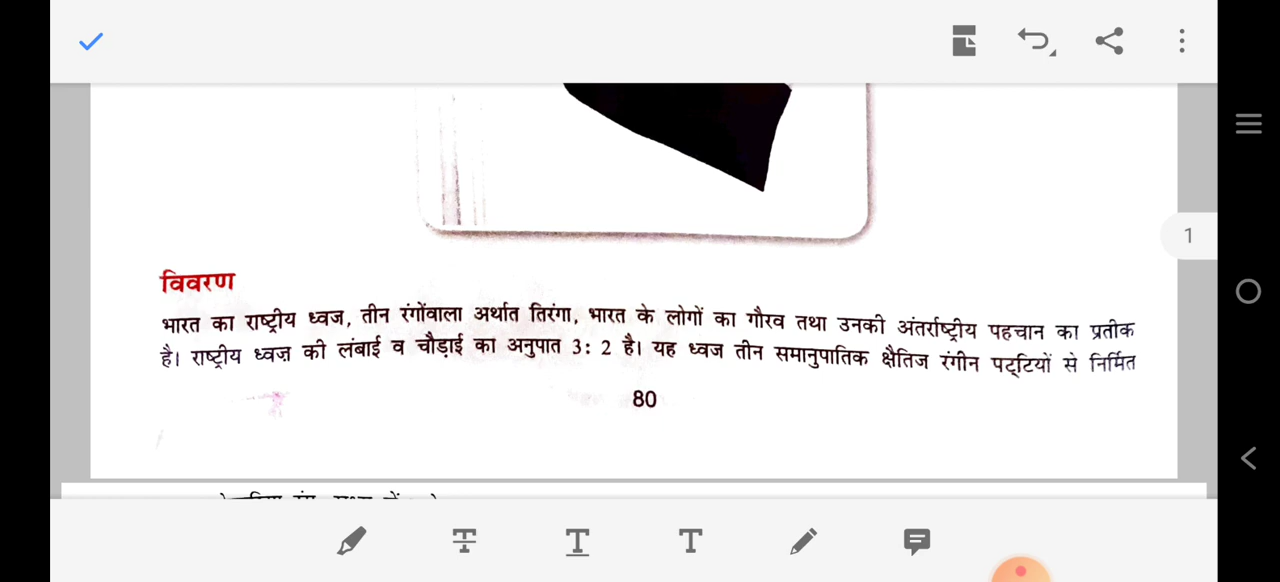 1
विवरण
भारत का राष्ट्रीय ध्वज, तीन रंगोंवाला अर्थात तिरंगा, भारत के लोगों का गौरव तथा उनकी अंतर्राष्ट्रीय पहचान का प्रतीक
है। राष्ट्रीय ध्वज की लंबाई व चौड़ाई का अनुपात 3: 2 है। यह ध्वज तीन समानुपातिक क्षैतिज रंगीन पट्टियों से निर्मित
80